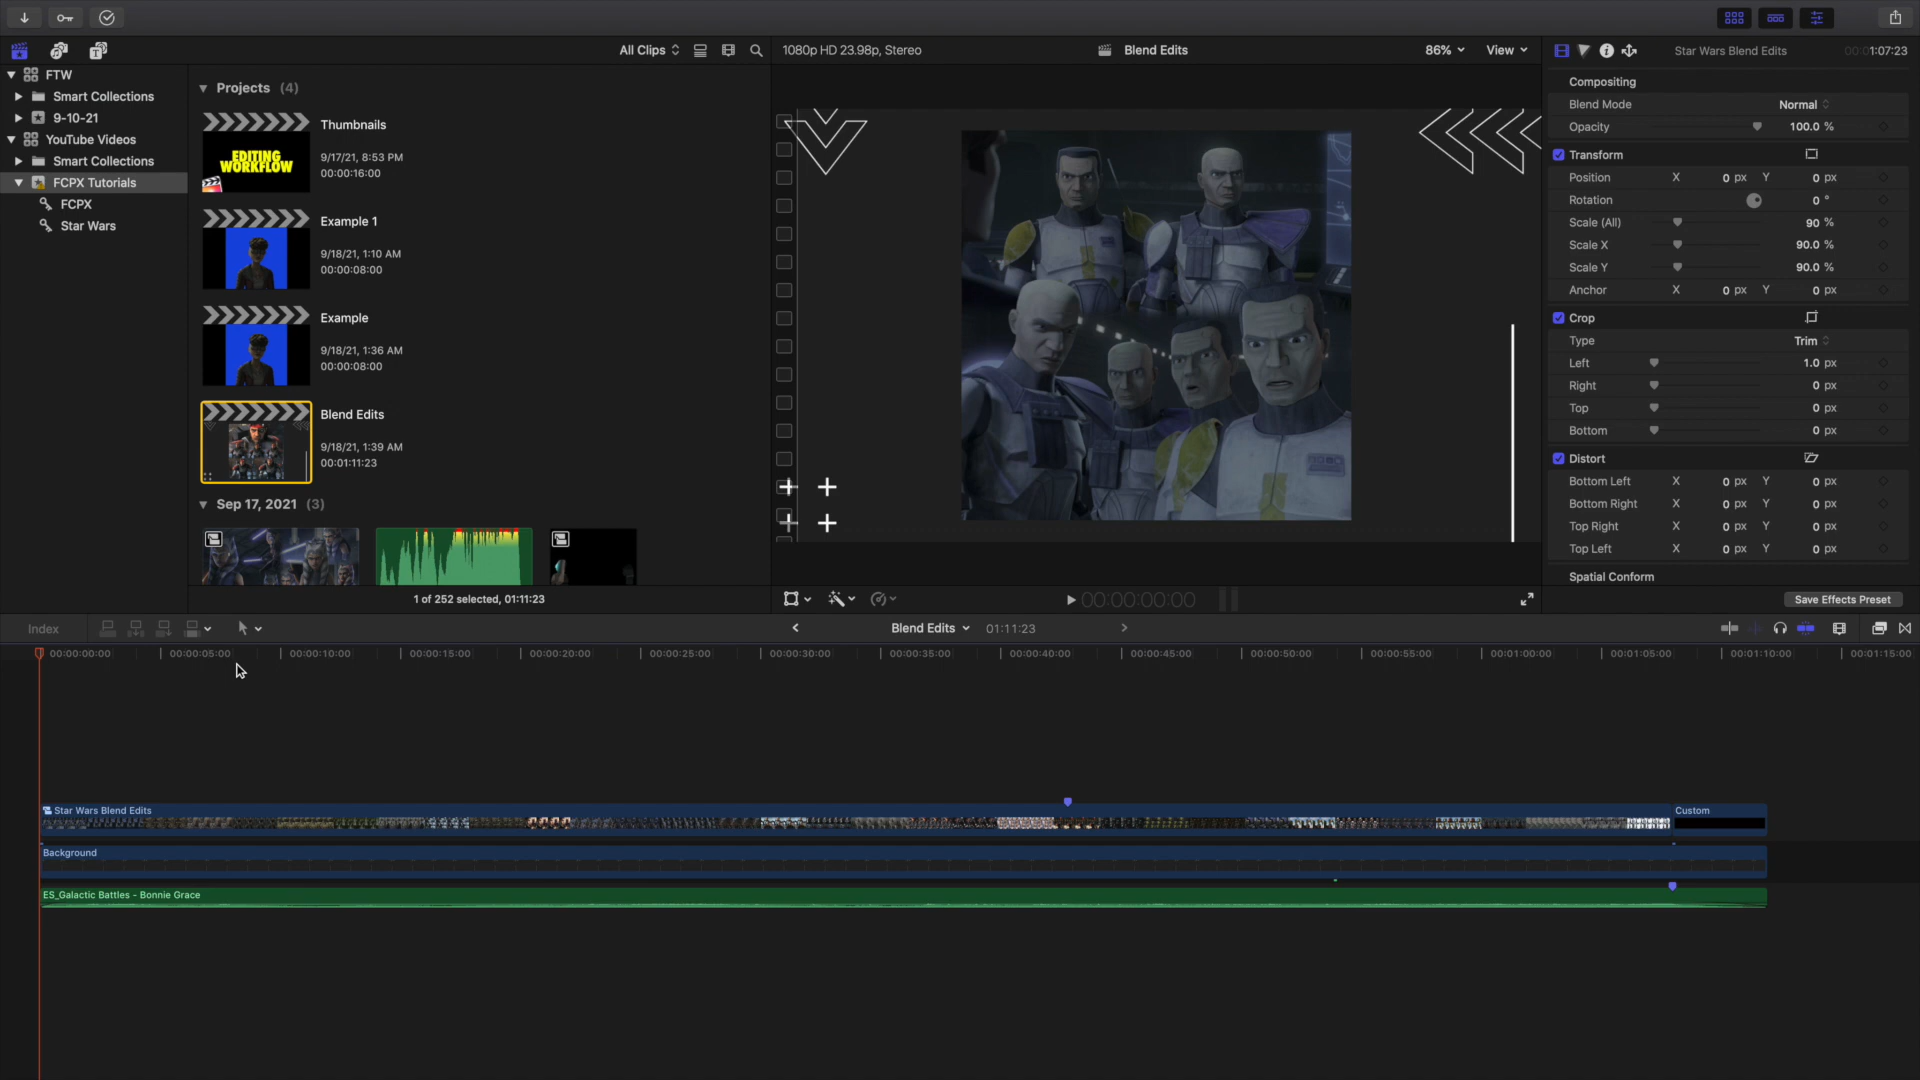 All Clips
1080p HD 23.98p, Stereo
Blend Edits
86%
View
Star Wars Blend Edits
00:01:07:23
FTW
Smart Collections
9-10-21
YouTube Videos
Smart Collections
FCPX Tutorials
FCPX
Star Wars
Projects (4)
Thumbnails
9/17/21, 8:53 PM
00:00:16:00
EDITING
WORKFLOW
Example 1
9/18/21, 1:10 AM
00:00:08:00
Example
9/18/21, 1:36 AM
00:00:08:00
Blend Edits
9/18/21, 1:39 AM
00:01:11:23
Sep 17, 2021 (3)
1 of 252 selected, 01:11:23
00:00:00:00
Compositing
Blend Mode Normal
Opacity 100.0 %
Transform
Position X 0 px Y 0 px
Rotation 0 °
Scale (All) 90 %
Scale X 90.0 %
Scale Y 90.0 %
Anchor X 0 px Y 0 px
Crop
Type Trim
Left 1.0 px
Right 0 px
Top 0 px
Bottom 0 px
Distort
Bottom Left X 0 px Y 0 px
Bottom Right X 0 px Y 0 px
Top Right X 0 px Y 0 px
Top Left X 0 px Y 0 px
Spatial Conform
Save Effects Preset
Index
Blend Edits
01:11:23
00:00:00:00 00:00:05:00 00:00:10:00 00:00:15:00 00:00:20:00 00:00:25:00 00:00:30:00 00:00:35:00 00:00:40:00 00:00:45:00 00:00:50:00 00:00:55:00 00:01:00:00 00:01:05:00 00:01:10:00 00:01:15:00
Star Wars Blend Edits
Custom
Background
ES_Galactic Battles - Bonnie Grace